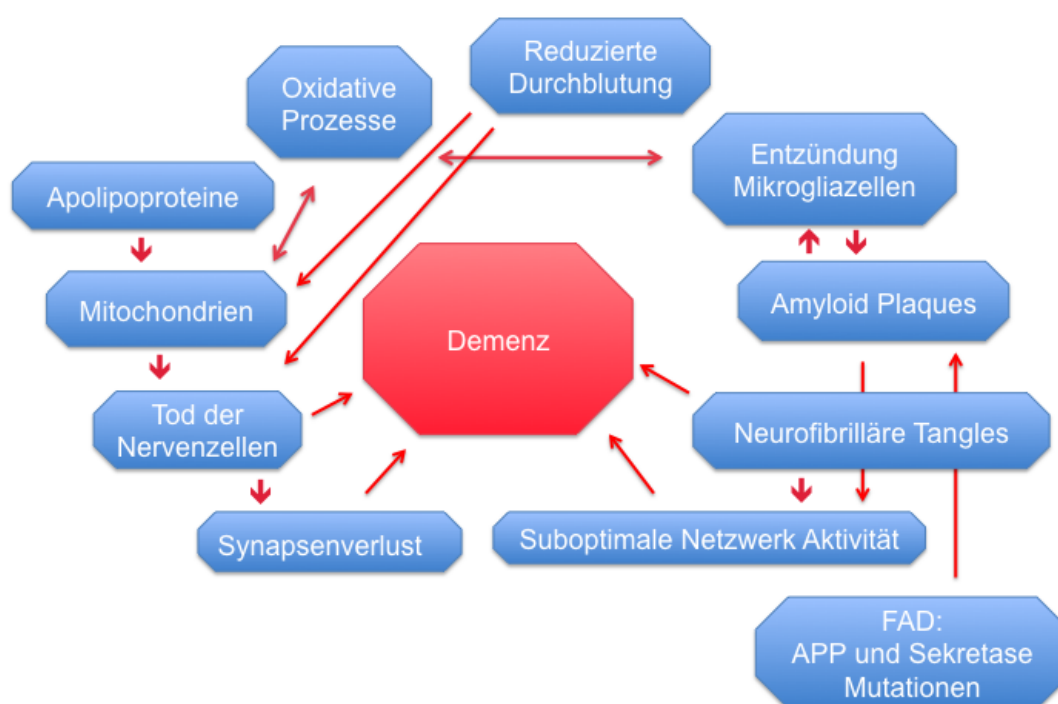 Reduzierte
Durchblutung
Oxidative
Prozesse
Entzündung
Mikrogliazellen
Apolipoproteine
Mitochondrien
Amyloid Plaques
Demenz
Tod der
Nervenzellen
Neurofibrilläre Tangles
Synapsenverlust
Suboptimale Netzwerk Aktivität
FAD:
APP und Sekretase
Mutationen